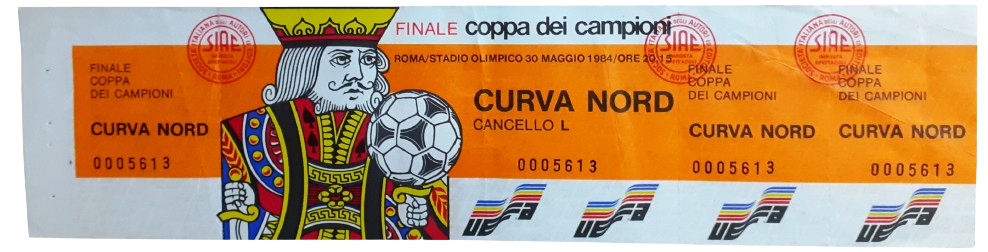 FINALE coppa dei campioni
ROMA/STADIO OLIMPICO 30 MAGGIO 1984/ORE 20,15
FINALE
COPPA
DEI CAMPIONI
CURVA NORD
0005613
CURVA NORD
CANCELLO L
0005613
FINALE
COPPA
DEI CAMPIONI
CURVA NORD
0005613
FINALE
COPPA
DEI CAMPIONI
CURVA NORD
0005613
SIAE
SIAE
SIAE
UEFA
UEFA
UEFA
UEFA